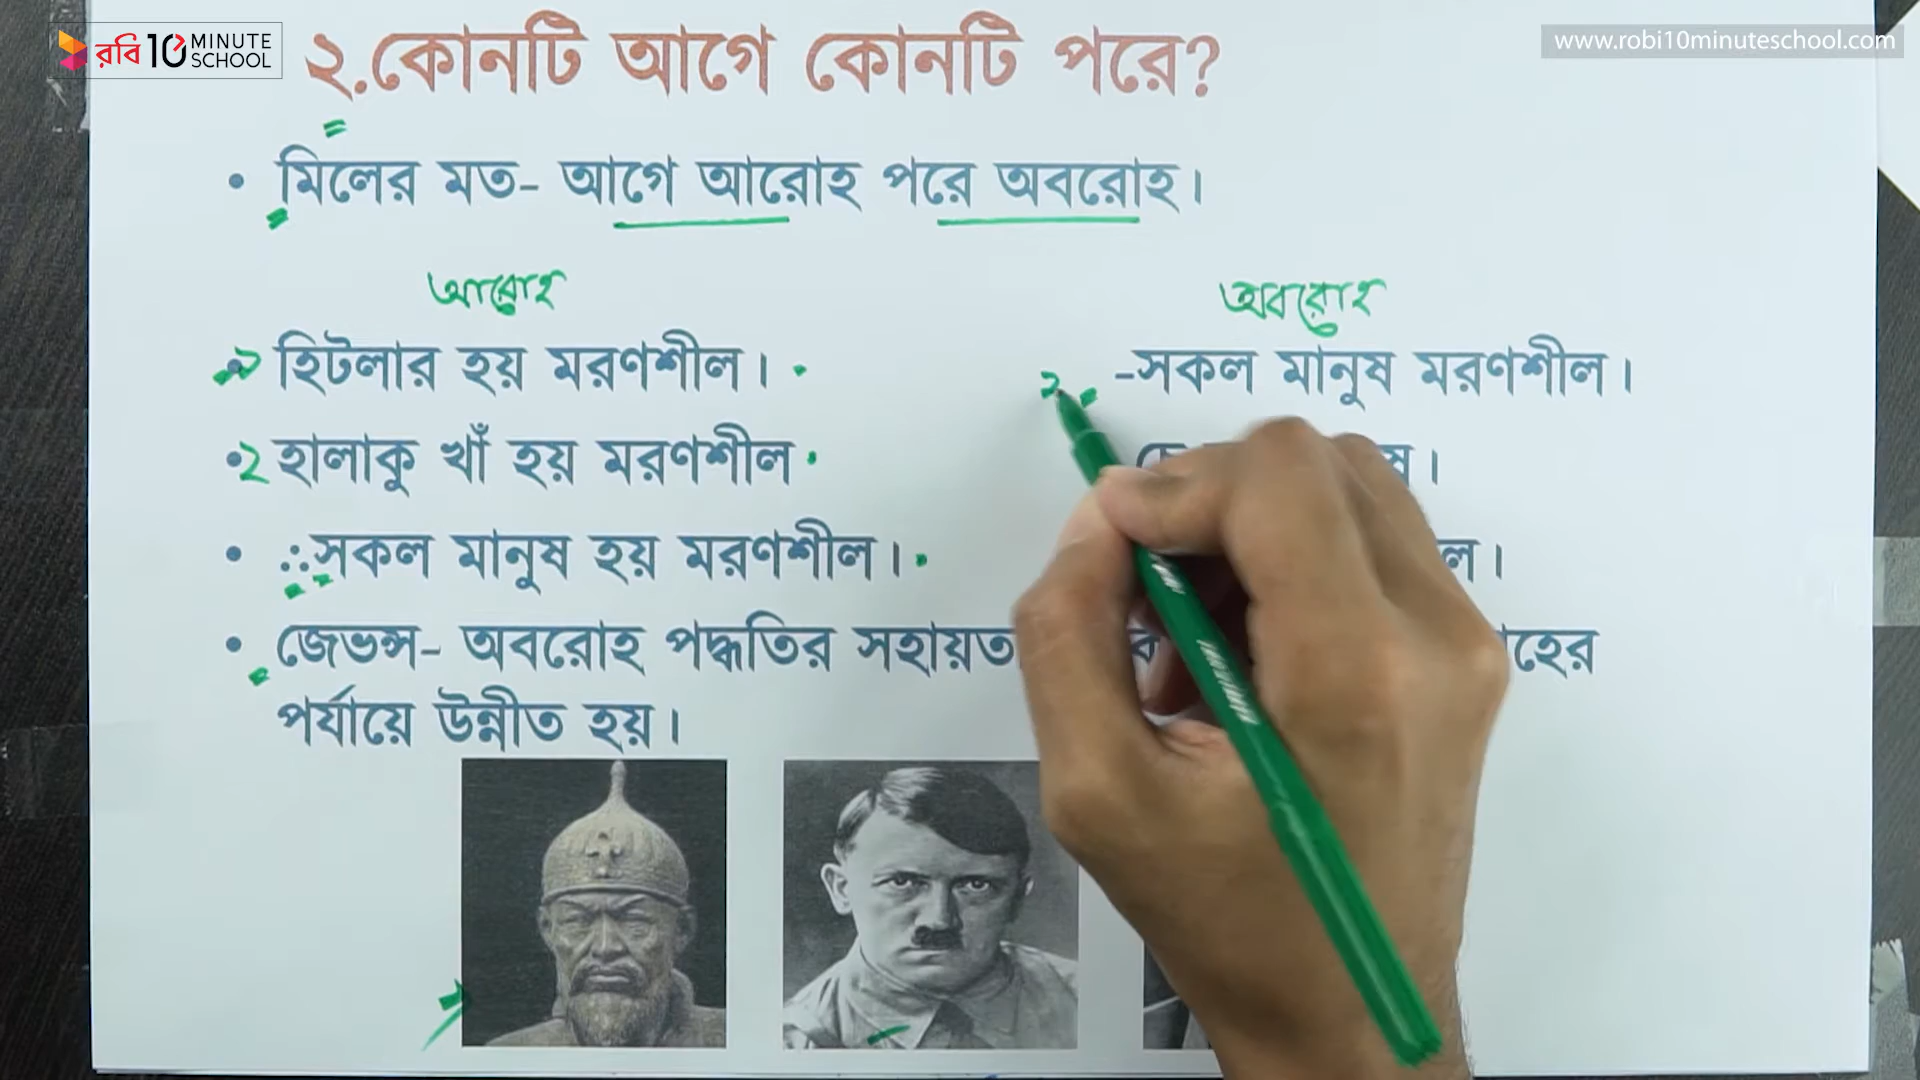 রবি 10 MINUTE SCHOOL
www.robi10minuteschool.com
২.কোনটি আগে কোনটি পরে?
• মিলের মত- আগে আরোহ পরে অবরোহ।
আরোহ
অবরোহ
১ হিটলার হয় মরণশীল।
-সকল মানুষ মরণশীল।
২ হালাকু খাঁ হয় মরণশীল
• ∴সকল মানুষ হয় মরণশীল।
• জেভন্স- অবরোহ পদ্ধতির
পর্যায়ে উন্নীত হয়।